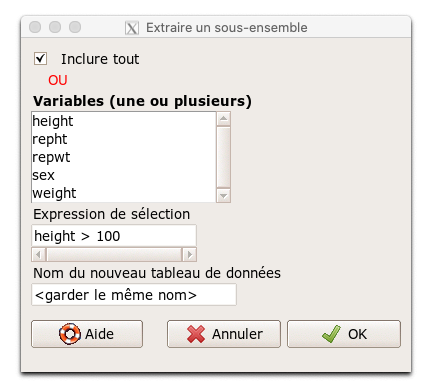 Extraire un sous-ensemble
Inclure tout
OU
Variables (une ou plusieurs)
height
repht
repwt
sex
weight
Expression de sélection
height > 100
Nom du nouveau tableau de données
<garder le même nom>
Aide Annuler OK